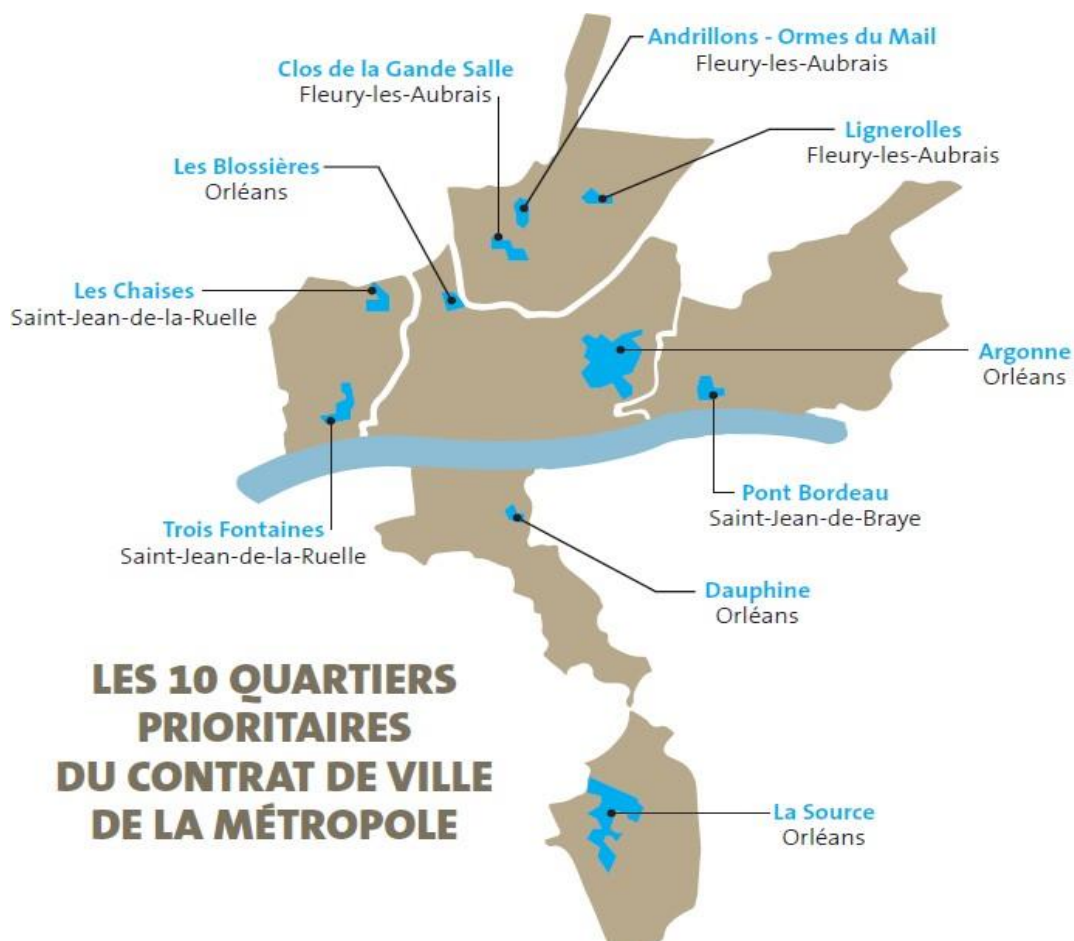 Andrillons - Ormes du Mail
Fleury-les-Aubrais
Clos de la Gande Salle
Fleury-les-Aubrais
Lignerolles
Fleury-les-Aubrais
Les Blossières
Orléans
Les Chaises
Saint-Jean-de-la-Ruelle
Argonne
Orléans
Pont Bordeau
Saint-Jean-de-Braye
Trois Fontaines
Saint-Jean-de-la-Ruelle
Dauphine
Orléans
LES 10 QUARTIERS
PRIORITAIRES
DU CONTRAT DE VILLE
DE LA MÉTROPOLE
La Source
Orléans